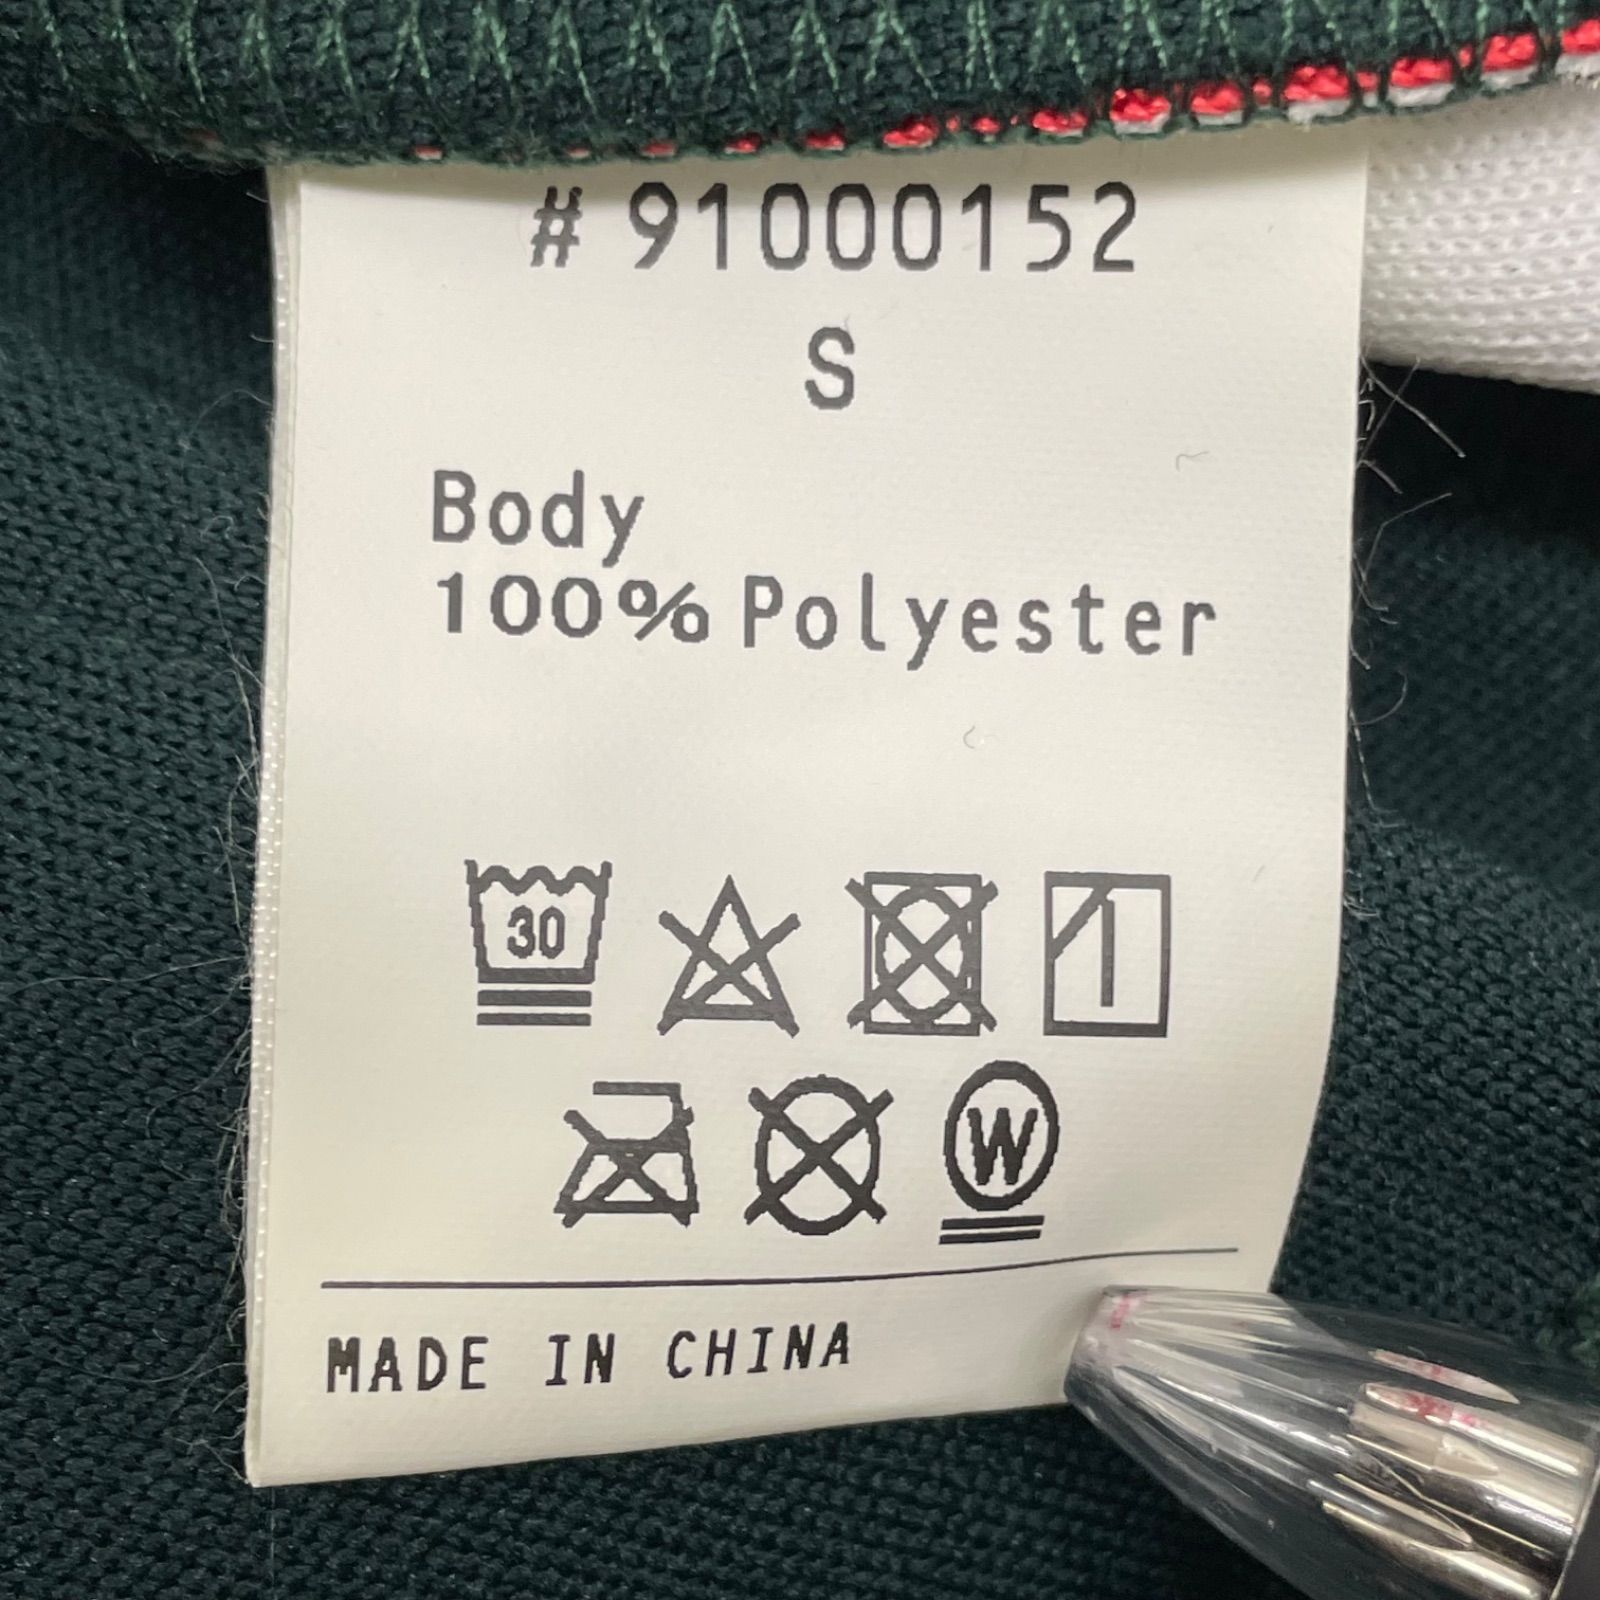 # 91000152
S
Body
100% Polyester
30
W
MADE IN CHINA